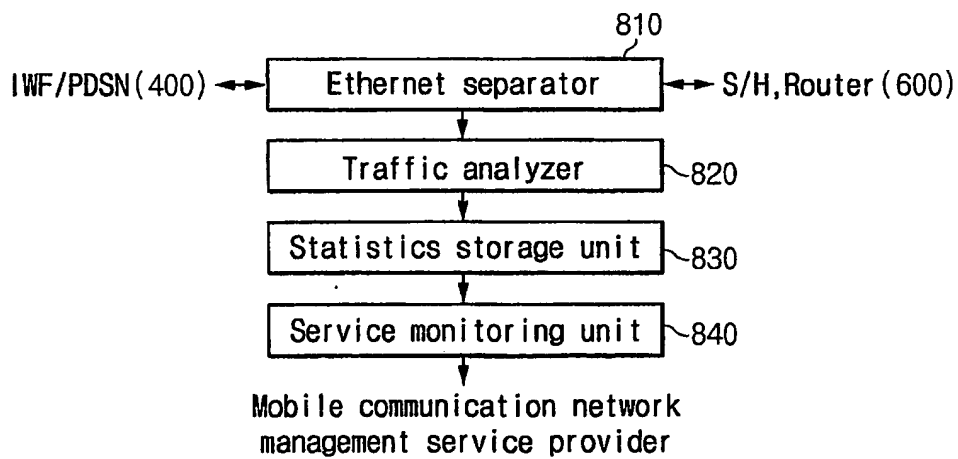 810
IWF/PDSN(400)
Ethernet separator
S/H,Router(600)
Traffic analyzer
820
Statistics storage unit
830
Service monitoring unit
840
Mobile communication network
management service provider